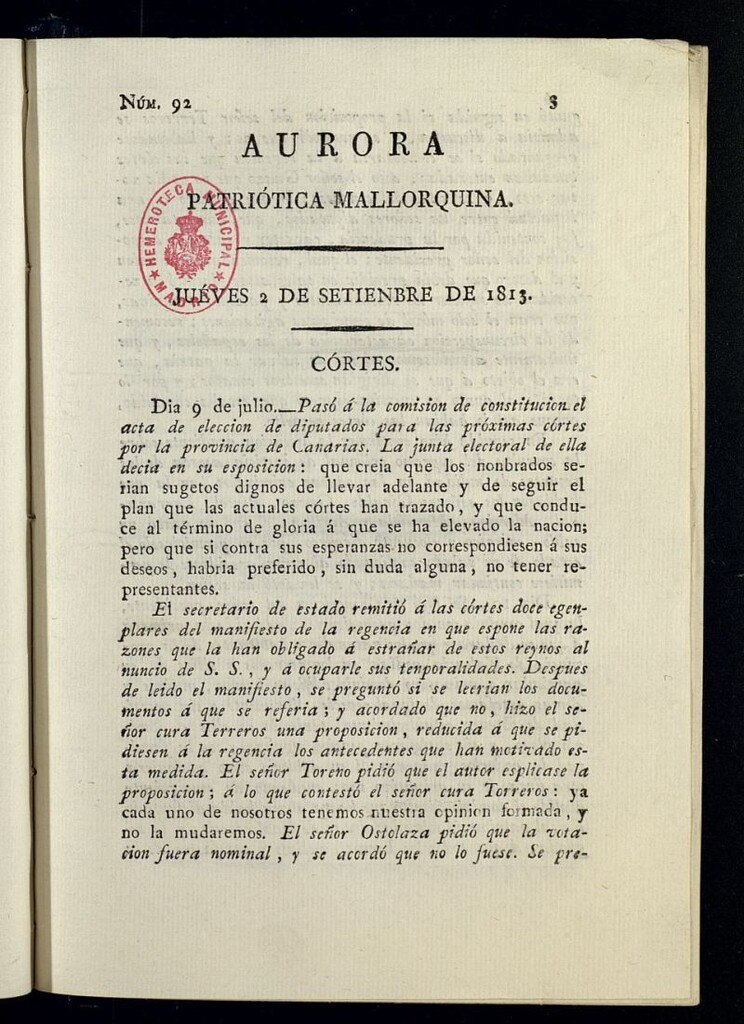 NÚM. 92 3
AURORA
PATRIÓTICA MALLORQUINA.
HEMEROTECA MUNICIPAL
★ MADRID ★
JUÉVES 2 DE SETIENBRE DE 1813.
CÓRTES.
Dia 9 de julio.—Pasó á la comision de constitucion el
acta de eleccion de diputados para las próximas córtes
por la provincia de Canarias. La junta electoral de ella
decia en su esposicion: que creia que los nonbrados se-
rian sugetos dignos de llevar adelante y de seguir el
plan que las actuales córtes han trazado, y que condu-
ce al término de gloria á que se ha elevado la nacion;
pero que si contra sus esperanzas no correspondiesen á sus
deseos, habria preferido, sin duda alguna, no tener re-
presentantes.
El secretario de estado remitió á las córtes doce egen-
plares del manifiesto de la regencia en que espone las ra-
zones que la han obligado á estrañar de estos reynos al
nuncio de S. S., y á ocuparle sus tenporalidades. Despues
de leido el manifiesto, se preguntó si se leerian los docu-
mentos á que se referia; y acordado que no, hizo el se-
ñor cura Terreros una proposicion, reducida á que se pi-
diesen á la regencia los antecedentes que han motivado es-
ta medida. El señor Toreno pidió que el autor esplicase la
proposicion; á lo que contestó el señor cura Torreros: ya
cada uno de nosotros tenemos nuestra opinion formada, y
no la mudaremos. El señor Ostolaza pidió que la vota-
cion fuera nominal, y se acordó que no lo fuese. Se pre-